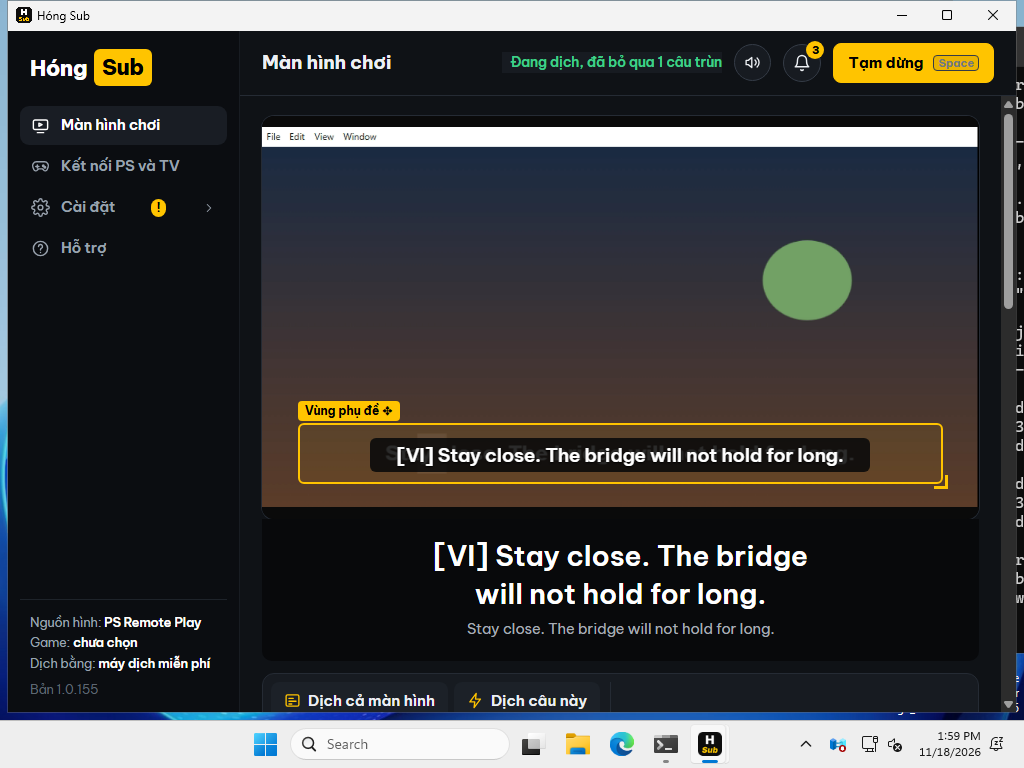 Hóng Sub
Hóng Sub
Màn hình chơi
Kết nối PS và TV
Cài đặt
!
Hỗ trợ
Nguồn hình: PS Remote Play
Game: chưa chọn
Dịch bằng: máy dịch miễn phí
Bản 1.0.155
Màn hình chơi
Đang dịch, đã bỏ qua 1 câu trùn
3
Tạm dừng Space
File Edit View Window
Vùng phụ đề
[VI] Stay close. The bridge will not hold for long.
[VI] Stay close. The bridge
will not hold for long.
Stay close. The bridge will not hold for long.
Dịch cả màn hình
Dịch câu này
Search
H
Sub
1:59 PM
11/18/2026